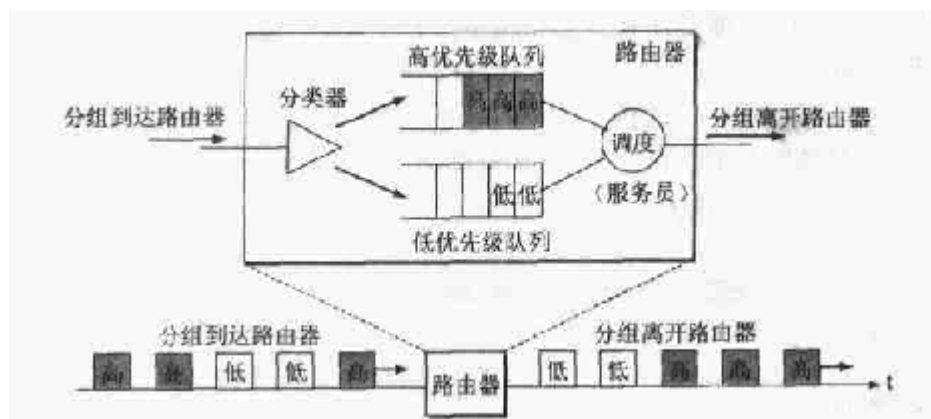 高优先级队列
路由器
分类器
高 高 高
分组到达路由器
分组离开路由器
调度
低 低
(服务员)
低优先级队列
分组到达路由器
分组离开路由器
高 高 低 低 高
路由器
低 低 高 高 高
t